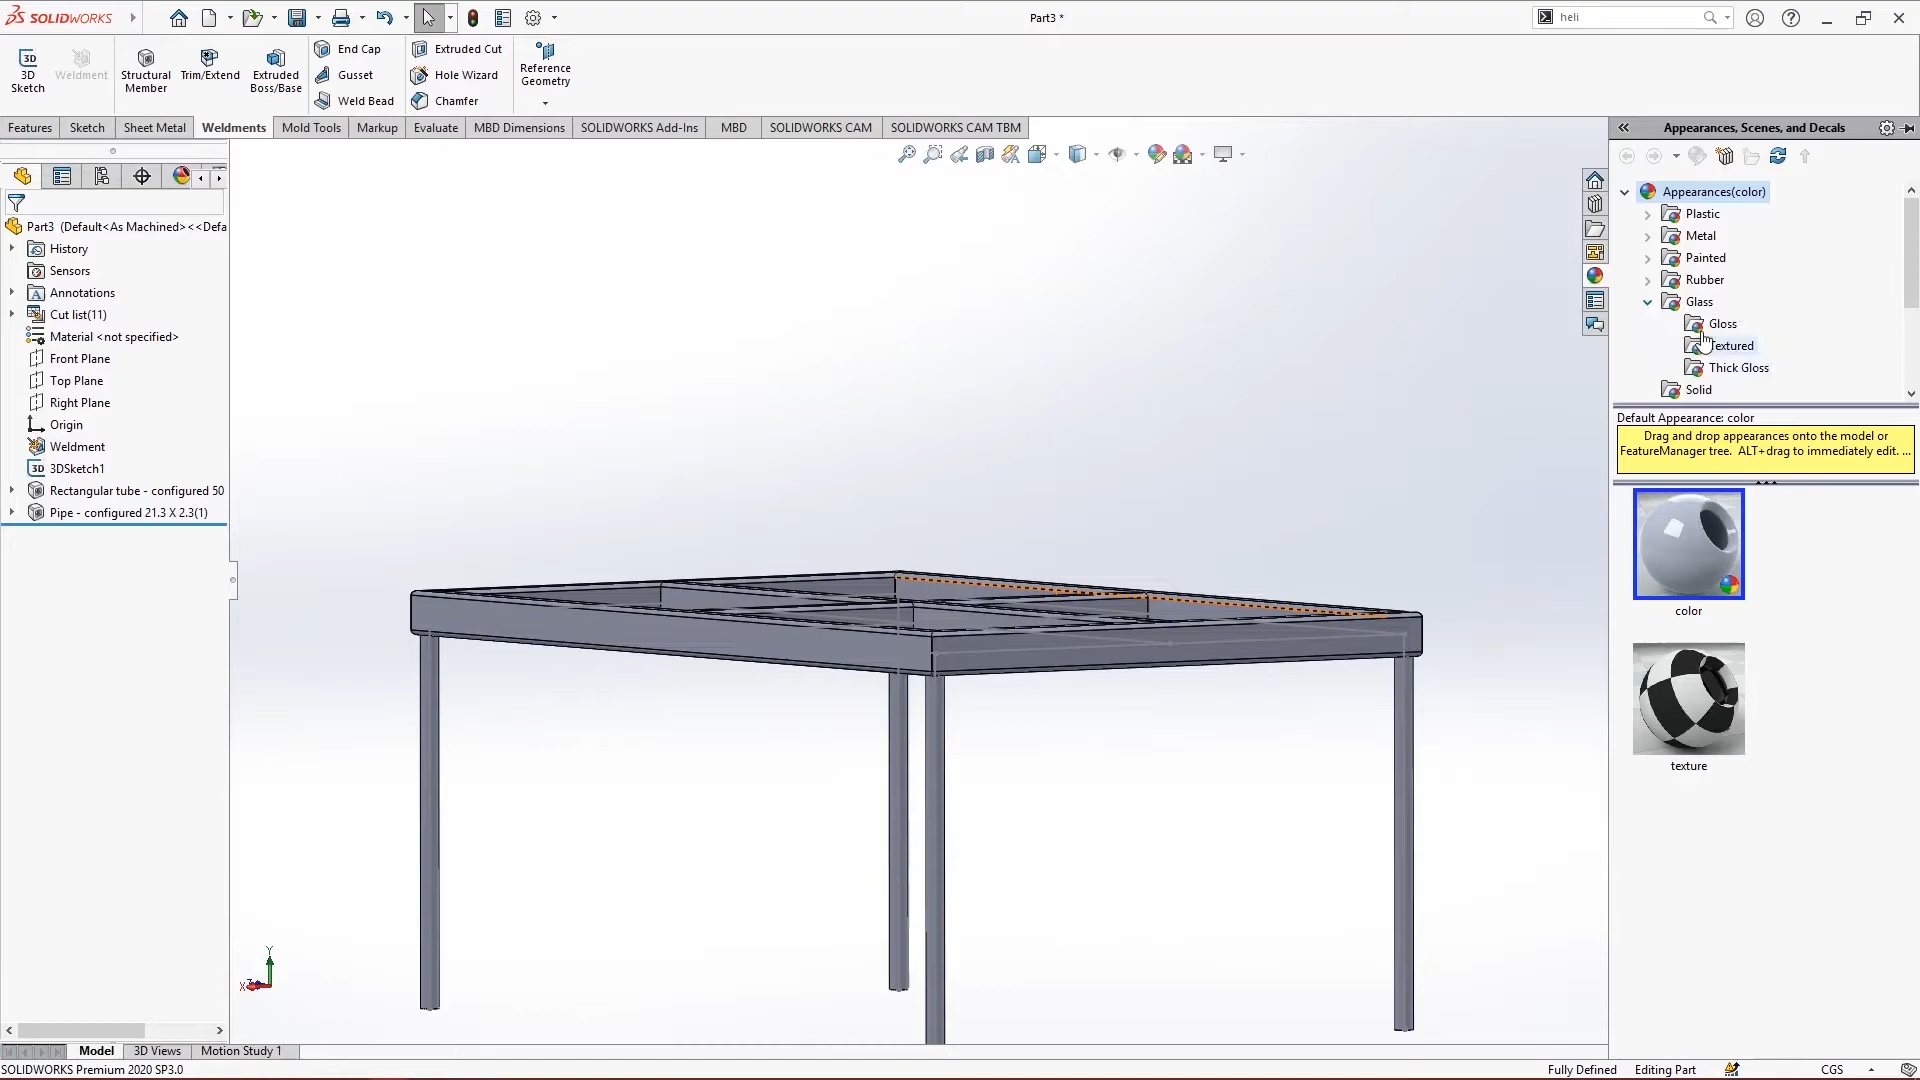 SOLIDWORKS
Part3 *
heli
3D Sketch
Weldment
Structural Member
Trim/Extend
Extruded Boss/Base
End Cap
Gusset
Weld Bead
Extruded Cut
Hole Wizard
Chamfer
Reference Geometry
Features
Sketch
Sheet Metal
Weldments
Mold Tools
Markup
Evaluate
MBD Dimensions
SOLIDWORKS Add-Ins
MBD
SOLIDWORKS CAM
SOLIDWORKS CAM TBM
Part3 (Default<As Machined><<Defa
History
Sensors
Annotations
Cut list(11)
Material <not specified>
Front Plane
Top Plane
Right Plane
Origin
Weldment
3D 3DSketch1
Rectangular tube - configured 50
Pipe - configured 21.3 X 2.3(1)
Y
X
Z
Appearances, Scenes, and Decals
Appearances(color)
Plastic
Metal
Painted
Rubber
Glass
Gloss
Textured
Thick Gloss
Solid
Default Appearance: color
Drag and drop appearances onto the model or
FeatureManager tree. ALT+drag to immediately edit. ...
color
texture
Model
3D Views
Motion Study 1
SOLIDWORKS Premium 2020 SP3.0
Fully Defined
Editing Part
CGS